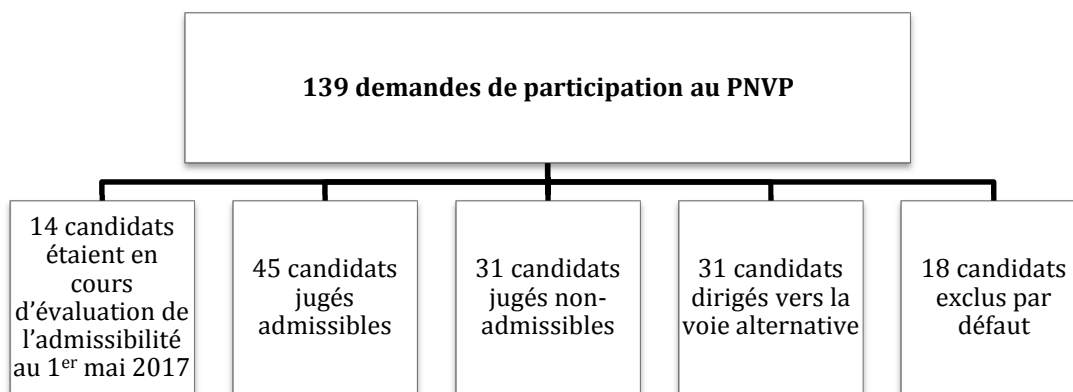 139 demandes de participation au PNVP
14 candidats
étaient en
cours
d’évaluation de
l’admissibilité
au 1er mai 2017
45 candidats
jugés
admissibles
31 candidats
jugés non-
admissibles
31 candidats
dirigés vers la
voie alternative
18 candidats
exclus par
défaut